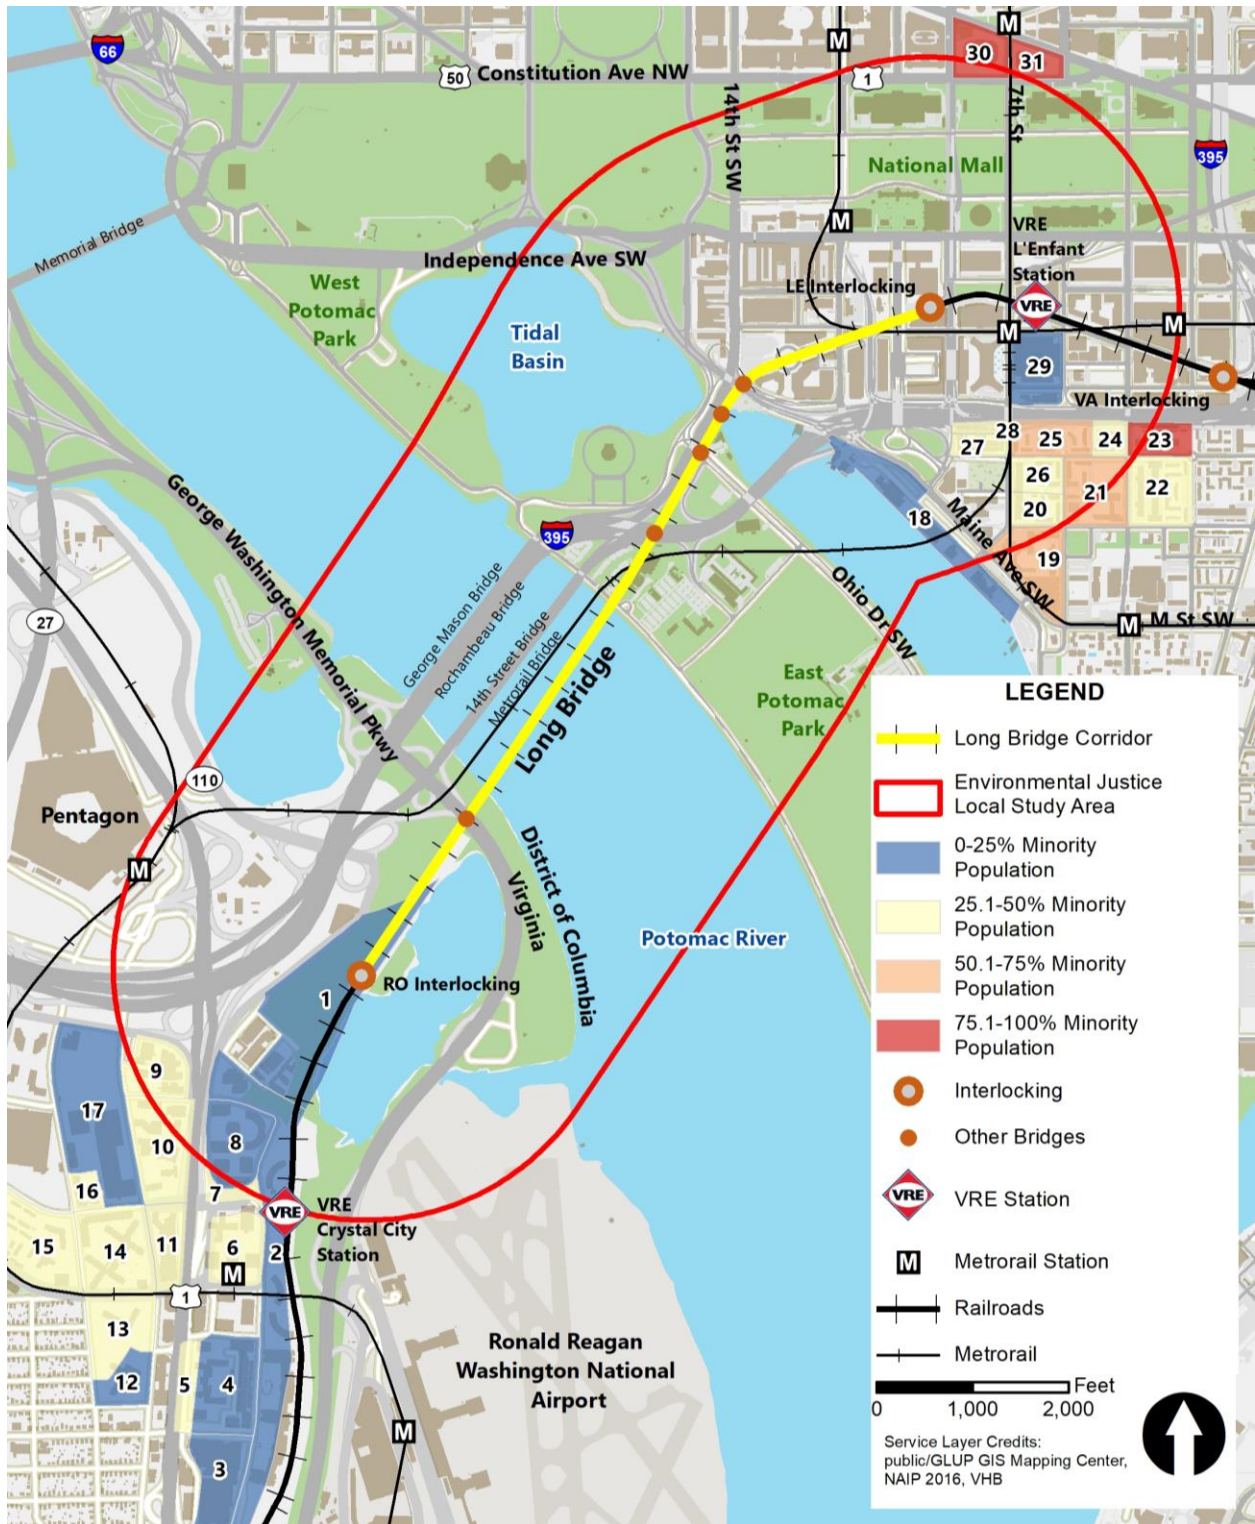 66
50
Constitution Ave NW
1
30
31
M
M
14th St SW
7th St
395
National Mall
Memorial Bridge
M
VRE
L'Enfant
Station
Independence Ave SW
West
Potomac
Park
LE Interlocking
VRE
Tidal
Basin
M
M
29
VA Interlocking
28
27
25
24
23
26
22
21
20
18
19
Maine Ave SW
395
George Washington Memorial Pkwy
George Mason Bridge
Rochambeau Bridge
14th Street Bridge
Metrorail Bridge
Long Bridge
Ohio Dr SW
M
M St SW
27
East
Potomac
Park
110
Pentagon
M
District of Columbia
Virginia
Potomac River
1
RO Interlocking
9
17
10
8
16
7
VRE
VRE
Crystal City
Station
15
14
11
6
2
M
1
13
12
5
4
3
Ronald Reagan
Washington National
Airport
M
LEGEND
Long Bridge Corridor
Environmental Justice
Local Study Area
0-25% Minority
Population
25.1-50% Minority
Population
50.1-75% Minority
Population
75.1-100% Minority
Population
Interlocking
Other Bridges
VRE
VRE Station
M
Metrorail Station
Railroads
Metrorail
Feet
0
1,000
2,000
Service Layer Credits:
public/GLUP GIS Mapping Center,
NAIP 2016, VHB